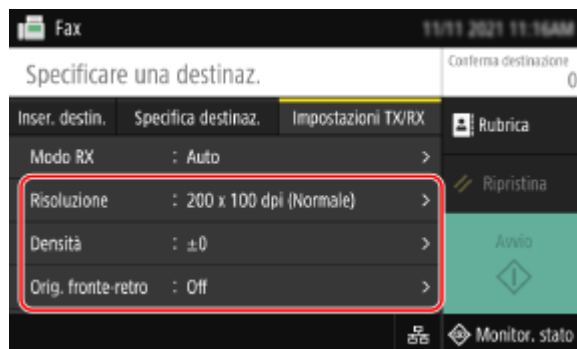 Fax
11/11 2021 11:16AM
Specificare una destinaz.
Conferma destinazione
0
Inser. destin.
Specifica destinaz.
Impostazioni TX/RX
Rubrica
Modo RX : Auto >
Risoluzione : 200 x 100 dpi (Normale) >
Ripristina
Densità : ±0 >
Avvio
Orig. fronte-retro : Off >
Monitor. stato